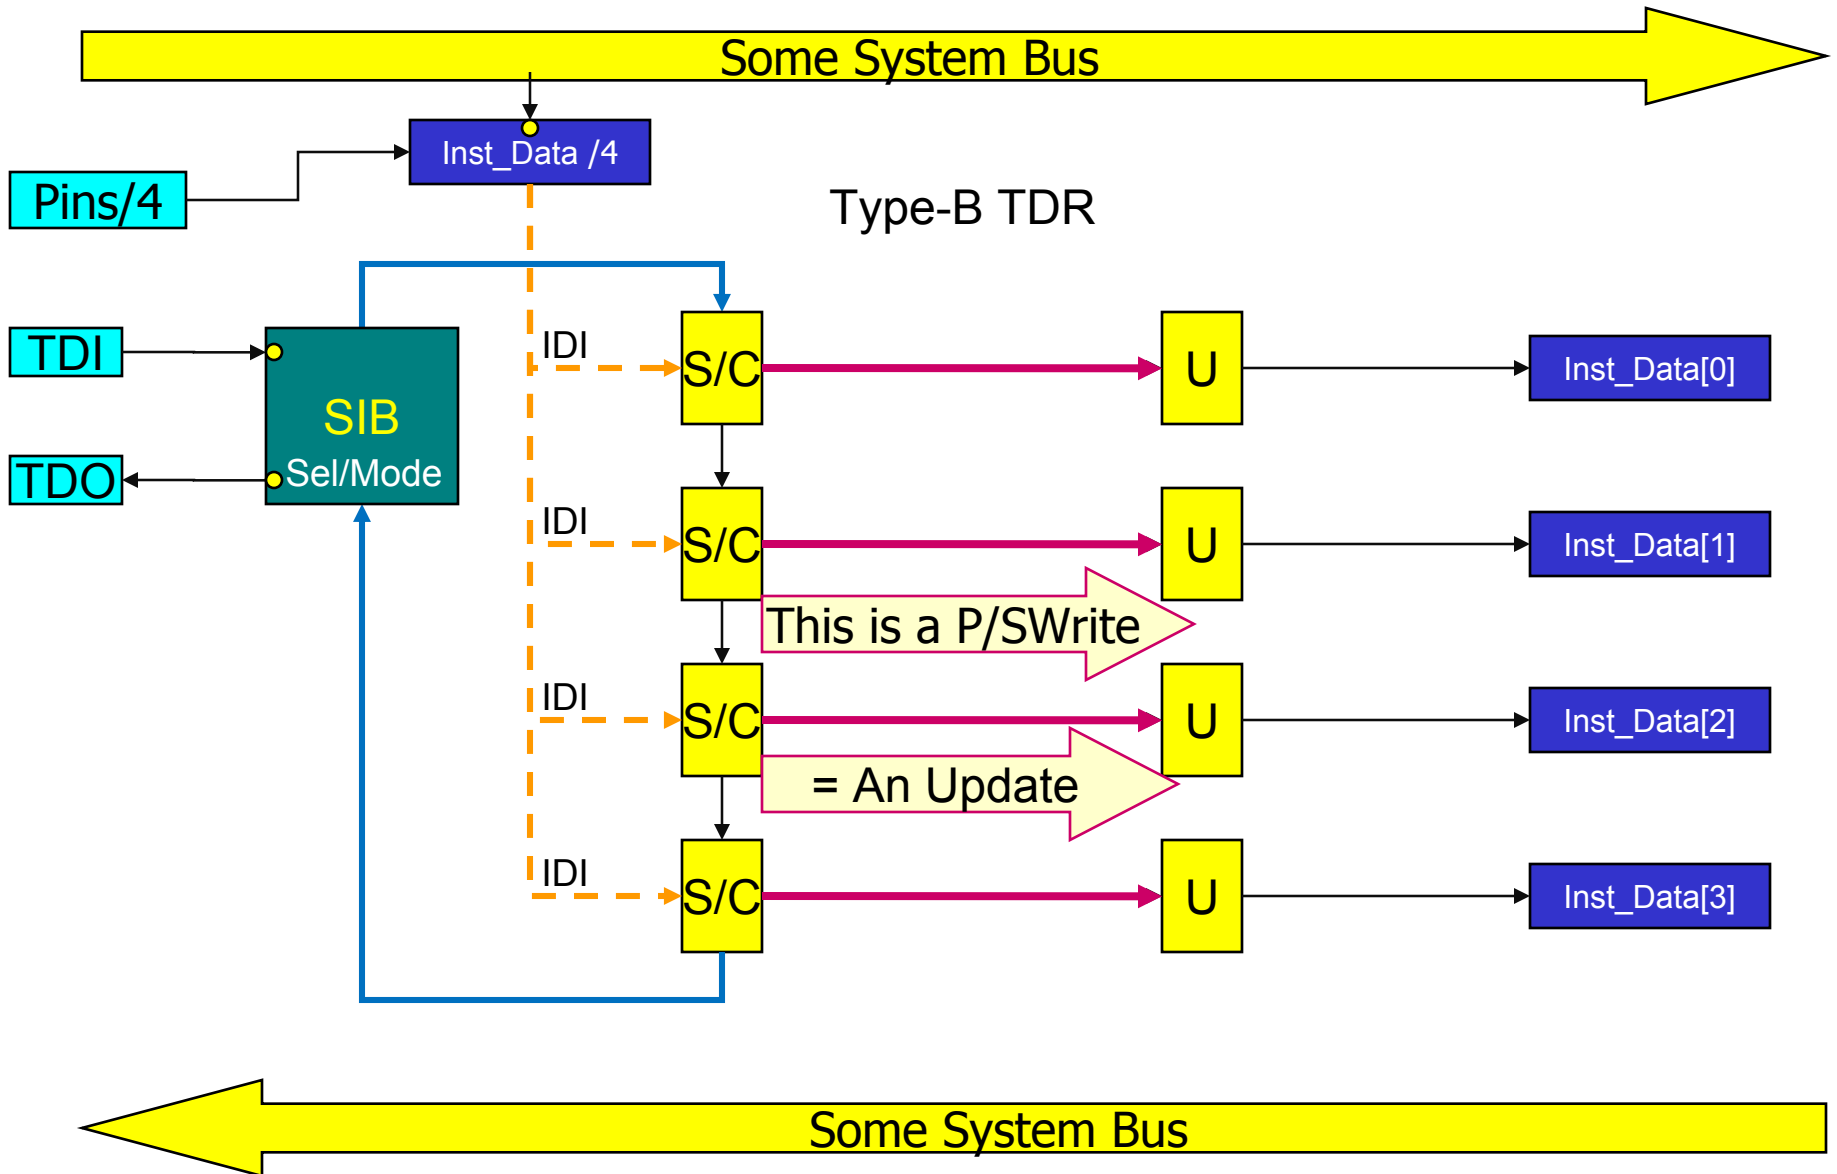 Some System Bus
Inst_Data /4
Pins/4
Type-B TDR
TDI
SIB
Sel/Mode
TDO
IDI
S/C
U
Inst_Data[0]
IDI
S/C
U
Inst_Data[1]
This is a P/SWrite
IDI
S/C
U
Inst_Data[2]
= An Update
IDI
S/C
U
Inst_Data[3]
Some System Bus